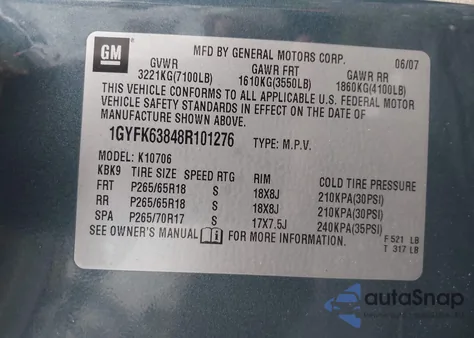 GM
MFD BY GENERAL MOTORS CORP. 06/07
GVWR GAWR FRT GAWR RR
3221KG(7100LB) 1610KG(3550LB) 1860KG(4100LB)
THIS VEHICLE CONFORMS TO ALL APPLICABLE U.S. FEDERAL MOTOR
VEHICLE SAFETY STANDARDS IN EFFECT ON THE DATE OF
MANUFACTURE SHOWN ABOVE.
1GYFK63848R101276 TYPE: M.P.V.
MODEL: K10706
KBK9 TIRE SIZE SPEED RTG RIM COLD TIRE PRESSURE
FRT P265/65R18 S 18X8J 210KPA(30PSI)
RR P265/65R18 S 18X8J 210KPA(30PSI)
SPA P265/70R17 S 17X7.5J 240KPA(35PSI)
SEE OWNER'S MANUAL FOR MORE INFORMATION.
F 521 LB
T 317 LB
autoSnap